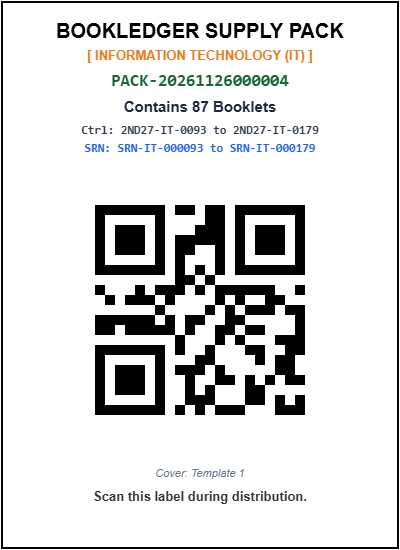 BOOKLEDGER SUPPLY PACK
[ INFORMATION TECHNOLOGY (IT) ]
PACK-20261126000004
Contains 87 Booklets
Ctrl: 2ND27-IT-0093 to 2ND27-IT-0179
SRN: SRN-IT-000093 to SRN-IT-000179
Cover: Template 1
Scan this label during distribution.